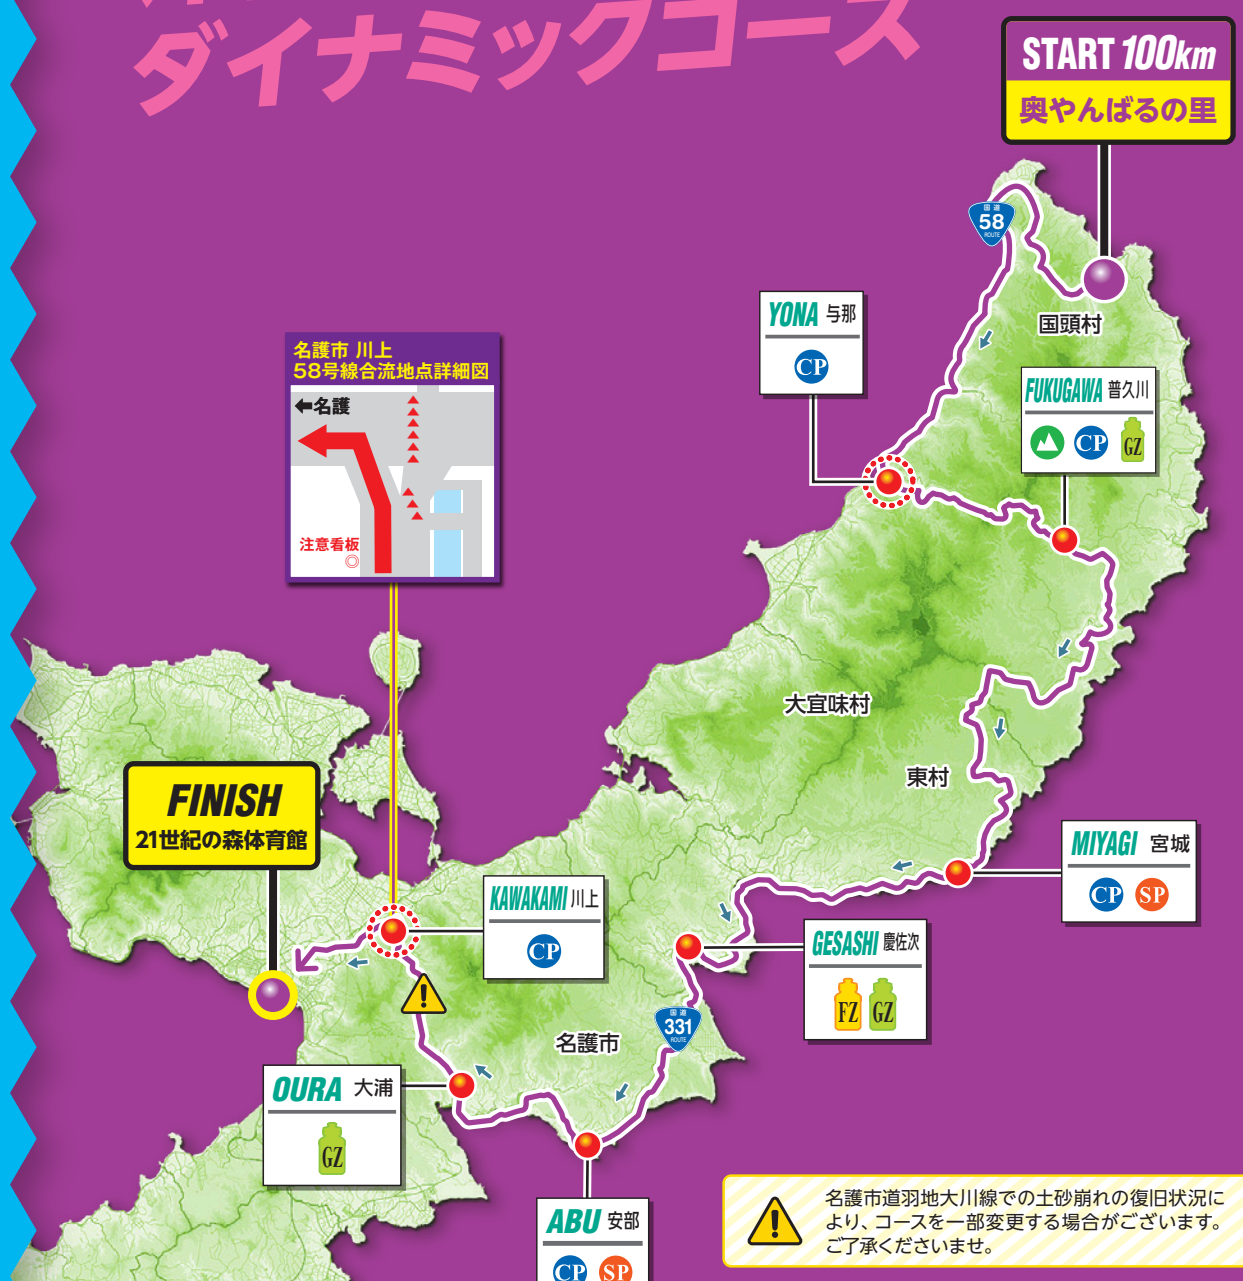 ダイナミックコース
START 100km
奥やんばるの里
国道
58
ROUTE
YONA 与那
CP
国頭村
FUKUGAWA 普久川
CP
GZ
名護市 川上
58号線合流地点詳細図
名護
注意看板
大宜味村
東村
FINISH
21世紀の森体育館
MIYAGI 宮城
CP SP
KAWAKAMI 川上
CP
GESASHI 慶佐次
FZ GZ
国道
331
ROUTE
名護市
OURA 大浦
GZ
ABU 安部
CP SP
名護市道羽地大川線での土砂崩れの復旧状況に
より、コースを一部変更する場合がございます。
ご了承くださいませ。